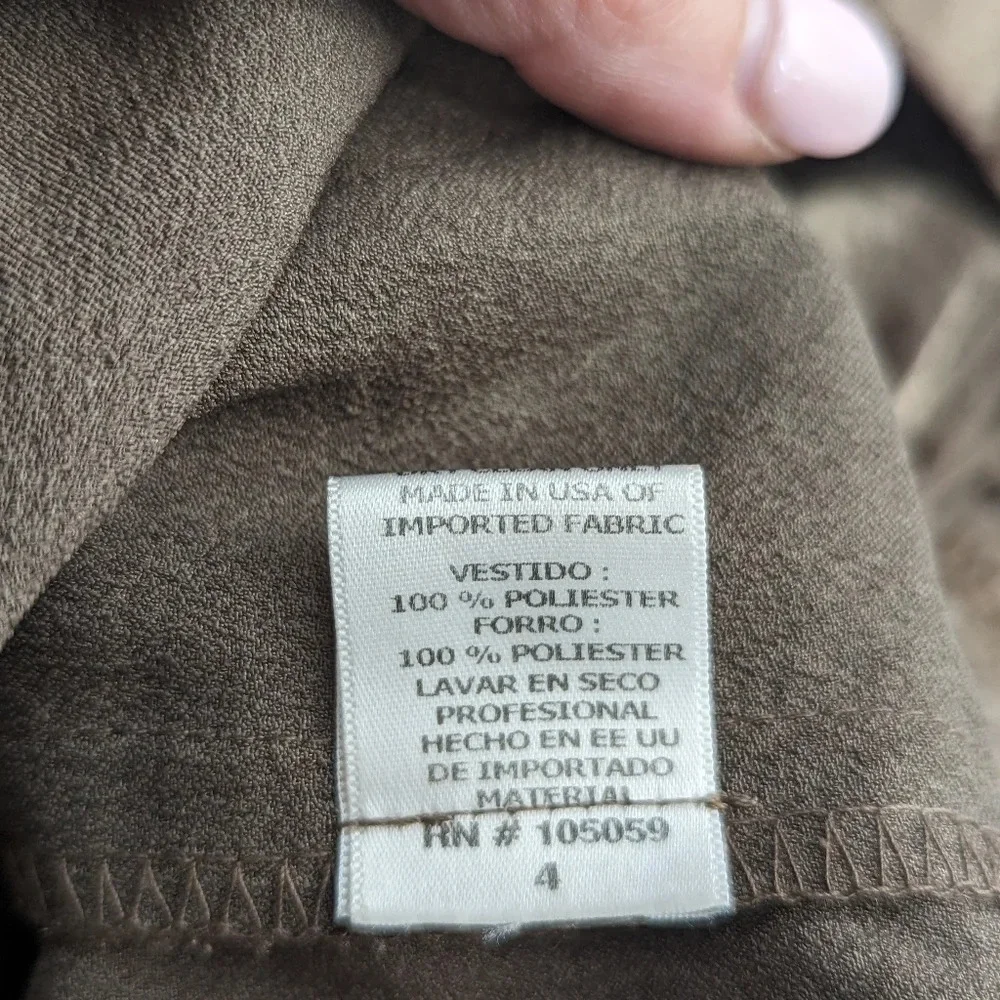 MADE IN USA OF
IMPORTED FABRIC
VESTIDO :
100 % POLIESTER
FORRO :
100 % POLIESTER
LAVAR EN SECO
PROFESIONAL
HECHO EN EE UU
DE IMPORTADO
MATERIAL
RN # 105059
4